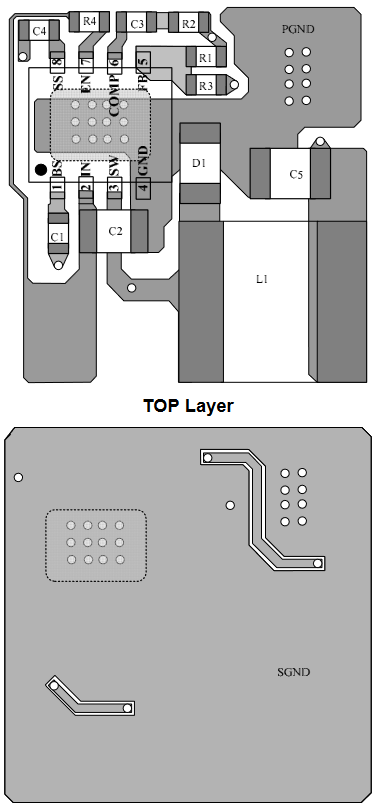 C4
R4
C3
R2
PGND
R1
R3
8
7
6
5
SS
EN
COMP
FB
BS
IN
SW
GND
1
2
3
4
D1
C5
C1
C2
L1
TOP Layer
SGND